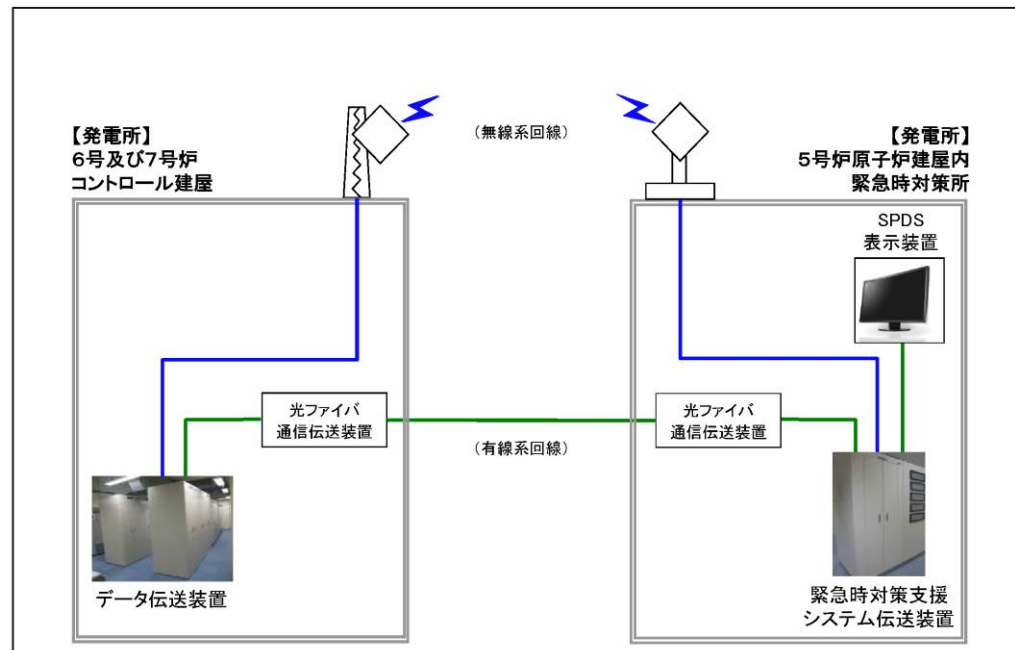 【発電所】
6号及び7号炉
コントロール建屋
(無線系回線)
【発電所】
5号炉原子炉建屋内
緊急時対策所
SPDS
表示装置
光ファイバ
通信伝送装置
(有線系回線)
光ファイバ
通信伝送装置
データ伝送装置
緊急時対策支援
システム伝送装置